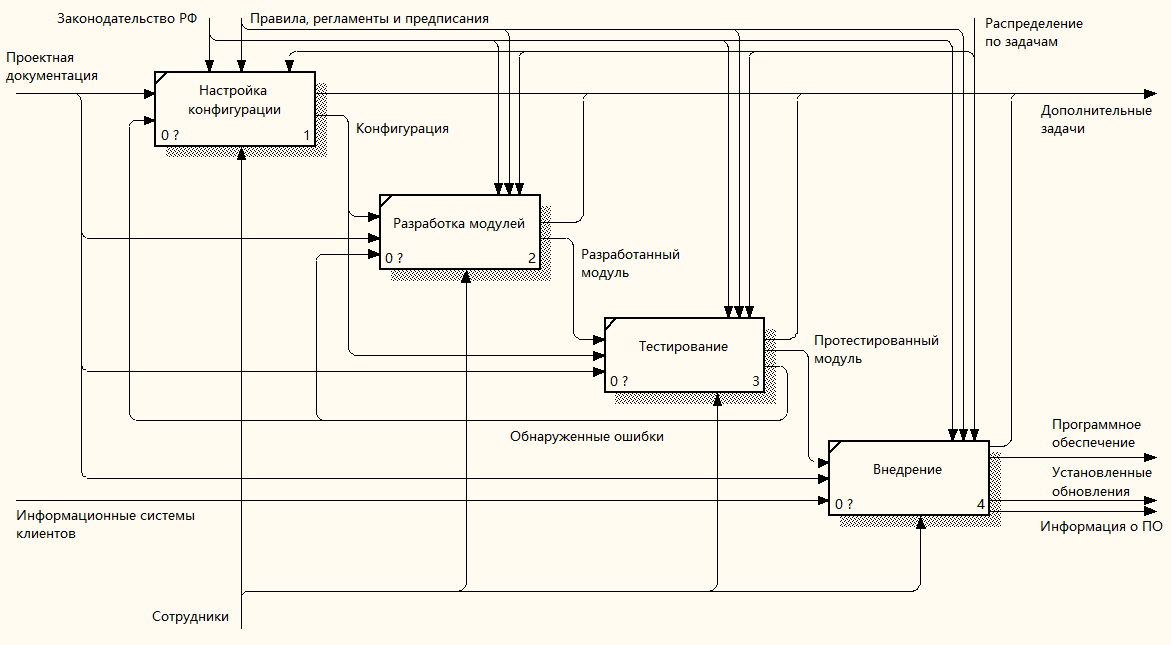 Законодательство РФ
Правила, регламенты и предписания
Распределение
по задачам
Проектная
документация
Настройка
конфигурации
0 ?
1
Конфигурация
Дополнительные
задачи
Разработка модулей
0 ?
2
Разработанный
модуль
Тестирование
0 ?
3
Протестированный
модуль
Обнаруженные ошибки
Программное
обеспечение
Внедрение
0 ?
4
Установленные
обновления
Информация о ПО
Информационные системы
клиентов
Сотрудники